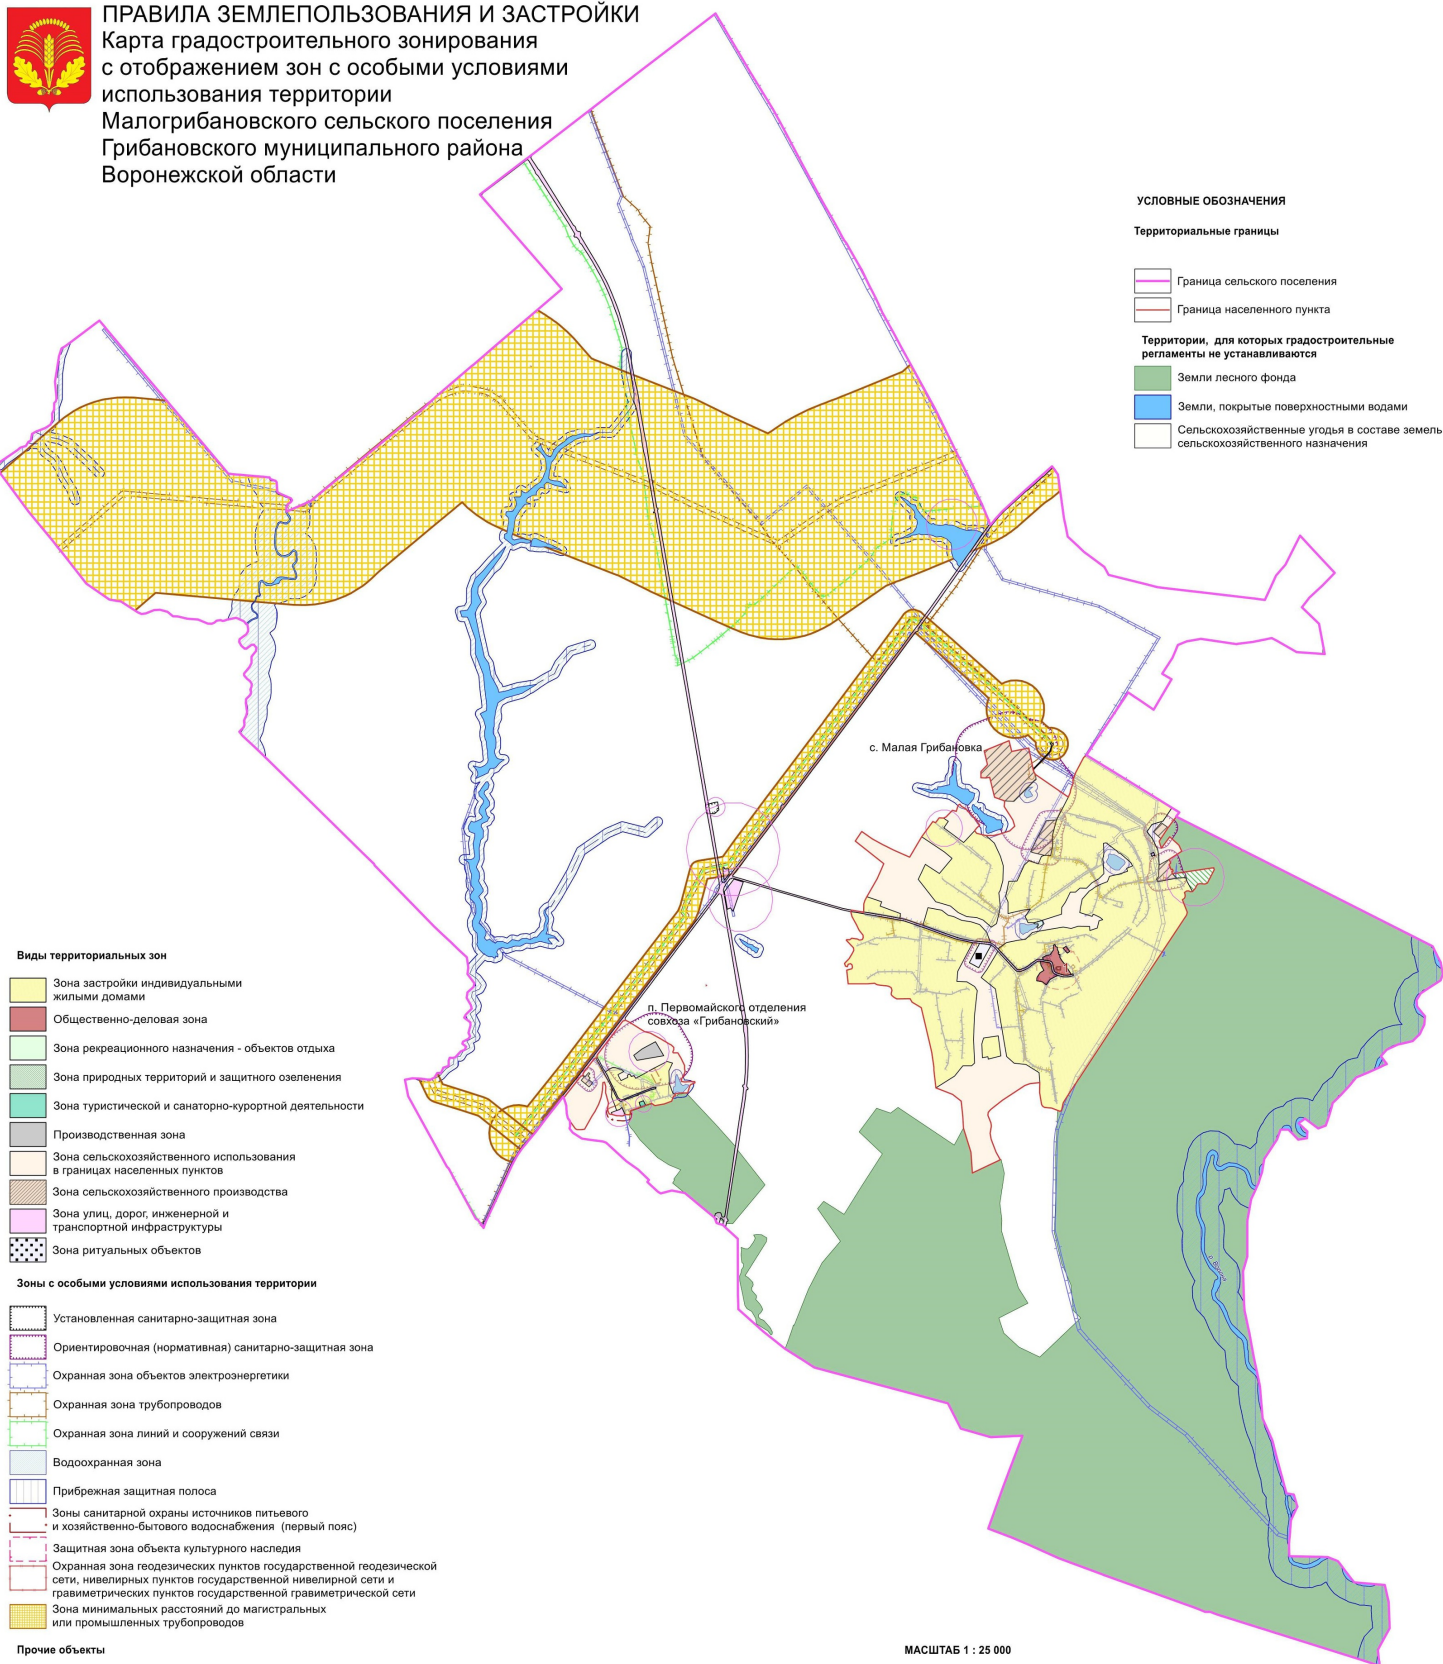 ПРАВИЛА ЗЕМЛЕПОЛЬЗОВАНИЯ И ЗАСТРОЙКИ
Карта градостроительного зонирования
с отображением зон с особыми условиями
использования территории
Малогрибановского сельского поселения
Грибановского муниципального района
Воронежской области
УСЛОВНЫЕ ОБОЗНАЧЕНИЯ
Территориальные границы
Граница сельского поселения
Граница населенного пункта
Территории, для которых градостроительные
регламенты не устанавливаются
Земли лесного фонда
Земли, покрытые поверхностными водами
Сельскохозяйственные угодья в составе земель
сельскохозяйственного назначения
с. Малая Грибановка
п. Первомайского отделения
совхоза «Грибановский»
Виды территориальных зон
Зона застройки индивидуальными
жилыми домами
Общественно-деловая зона
Зона рекреационного назначения - объектов отдыха
Зона природных территорий и защитного озеленения
Зона туристической и санаторно-курортной деятельности
Производственная зона
Зона сельскохозяйственного использования
в границах населенных пунктов
Зона сельскохозяйственного производства
Зона улиц, дорог, инженерной и
транспортной инфраструктуры
Зона ритуальных объектов
Зоны с особыми условиями использования территории
Установленная санитарно-защитная зона
Ориентировочная (нормативная) санитарно-защитная зона
Охранная зона объектов электроэнергетики
Охранная зона трубопроводов
Охранная зона линий и сооружений связи
Водоохранная зона
Прибрежная защитная полоса
Зоны санитарной охраны источников питьевого
и хозяйственно-бытового водоснабжения (первый пояс)
Защитная зона объекта культурного наследия
Охранная зона геодезических пунктов государственной геодезической
сети, нивелирных пунктов государственной нивелирной сети и
гравиметрических пунктов государственной гравиметрической сети
Зона минимальных расстояний до магистральных
или промышленных трубопроводов
Прочие объекты
МАСШТАБ 1 : 25 000